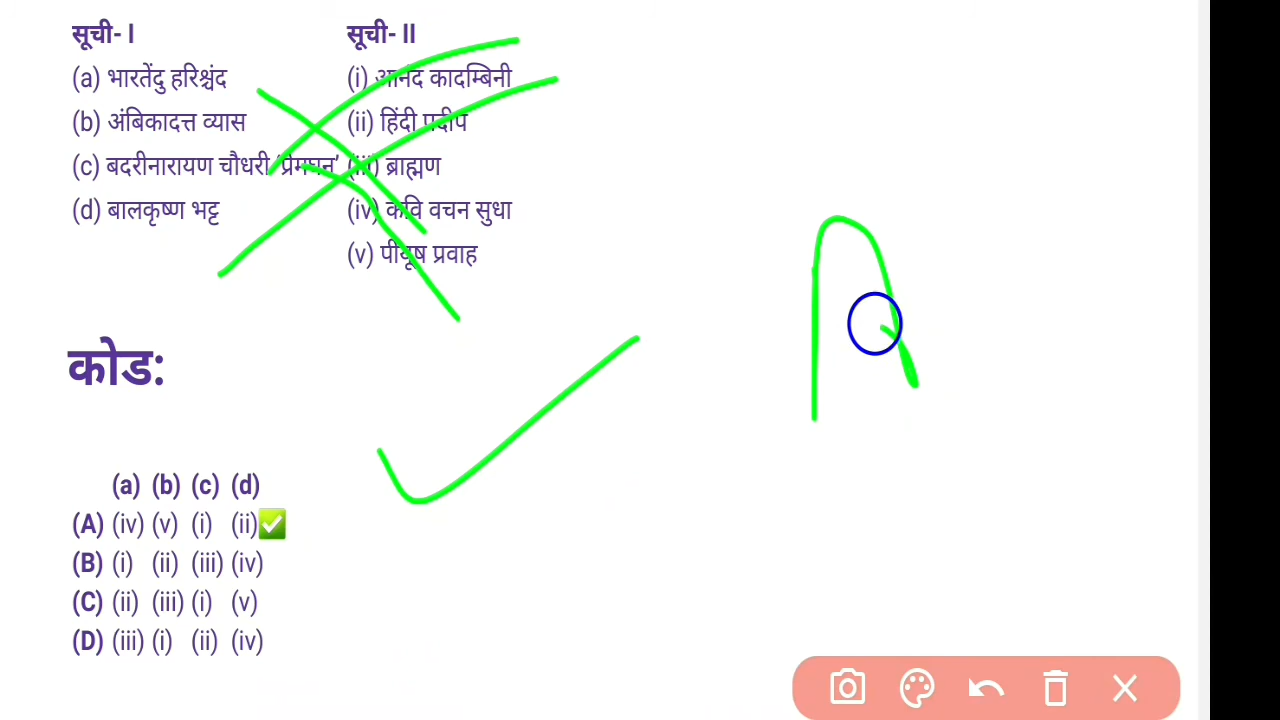 सूची- I सूची- II
(a) भारतेंदु हरिश्चंद (i) आनंद कादम्बिनी
(b) अंबिकादत्त व्यास (ii) हिंदी प्रदीप
(c) बदरीनारायण चौधरी ‘प्रेमघन’ (iii) ब्राह्मण
(d) बालकृष्ण भट्ट (iv) कवि वचन सुधा
(v) पीयूष प्रवाह
कोड:
(a) (b) (c) (d)
(A) (iv) (v) (i) (ii)✅
(B) (i) (ii) (iii) (iv)
(C) (ii) (iii) (i) (v)
(D) (iii) (i) (ii) (iv)